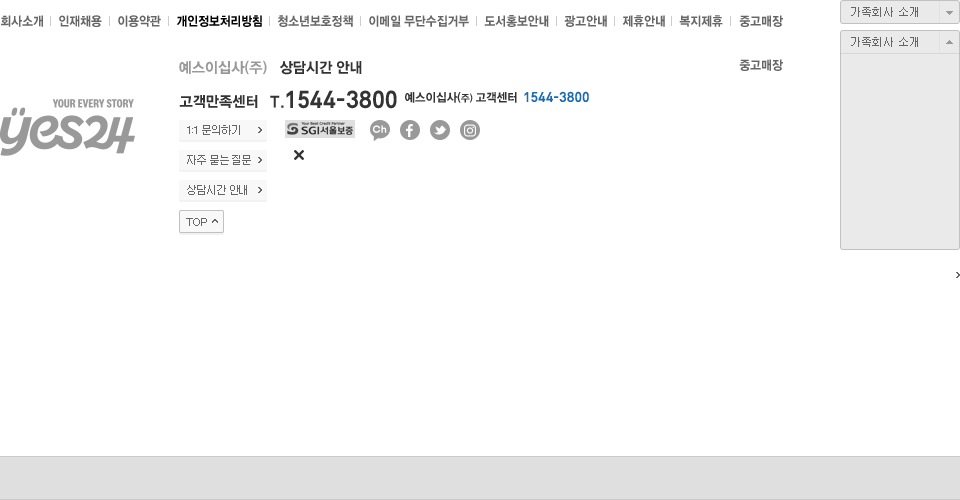 회사소개 인재채용 이용약관 개인정보처리방침 청소년보호정책 이메일 무단수집거부 도서홍보안내 광고안내 제휴안내 복지제휴 중고매장 가족회사 소개
가족회사 소개
예스이십사(주) 상담시간 안내 중고매장
고객만족센터 T.1544-3800 예스이십사(주) 고객센터 1544-3800
YOUR EVERY STORY
yes24
1:1 문의하기
Your Best Credit Partner
SGI서울보증
Ch
자주 묻는 질문
상담시간 안내
TOP